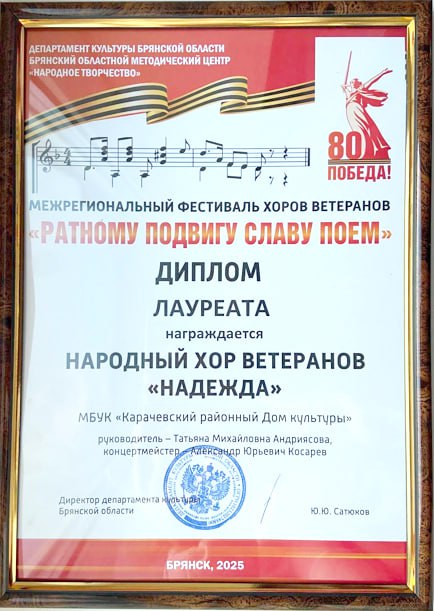 ДЕПАРТАМЕНТ КУЛЬТУРЫ БРЯНСКОЙ ОБЛАСТИ
БРЯНСКИЙ ОБЛАСТНОЙ МЕТОДИЧЕСКИЙ ЦЕНТР
«НАРОДНОЕ ТВОРЧЕСТВО»
80
ПОБЕДА!
МЕЖРЕГИОНАЛЬНЫЙ ФЕСТИВАЛЬ ХОРОВ ВЕТЕРАНОВ
«РАТНОМУ ПОДВИГУ СЛАВУ ПОЕМ»
ДИПЛОМ
ЛАУРЕАТА
награждается
НАРОДНЫЙ ХОР ВЕТЕРАНОВ
«НАДЕЖДА»
МБУК «Карачевский районный Дом культуры»
руководитель – Татьяна Михайловна Андриясова,
концертмейстер – Александр Юрьевич Косарев
Директор департамента культуры
Брянской области
Ю.Ю. Сатюков
БРЯНСК, 2025